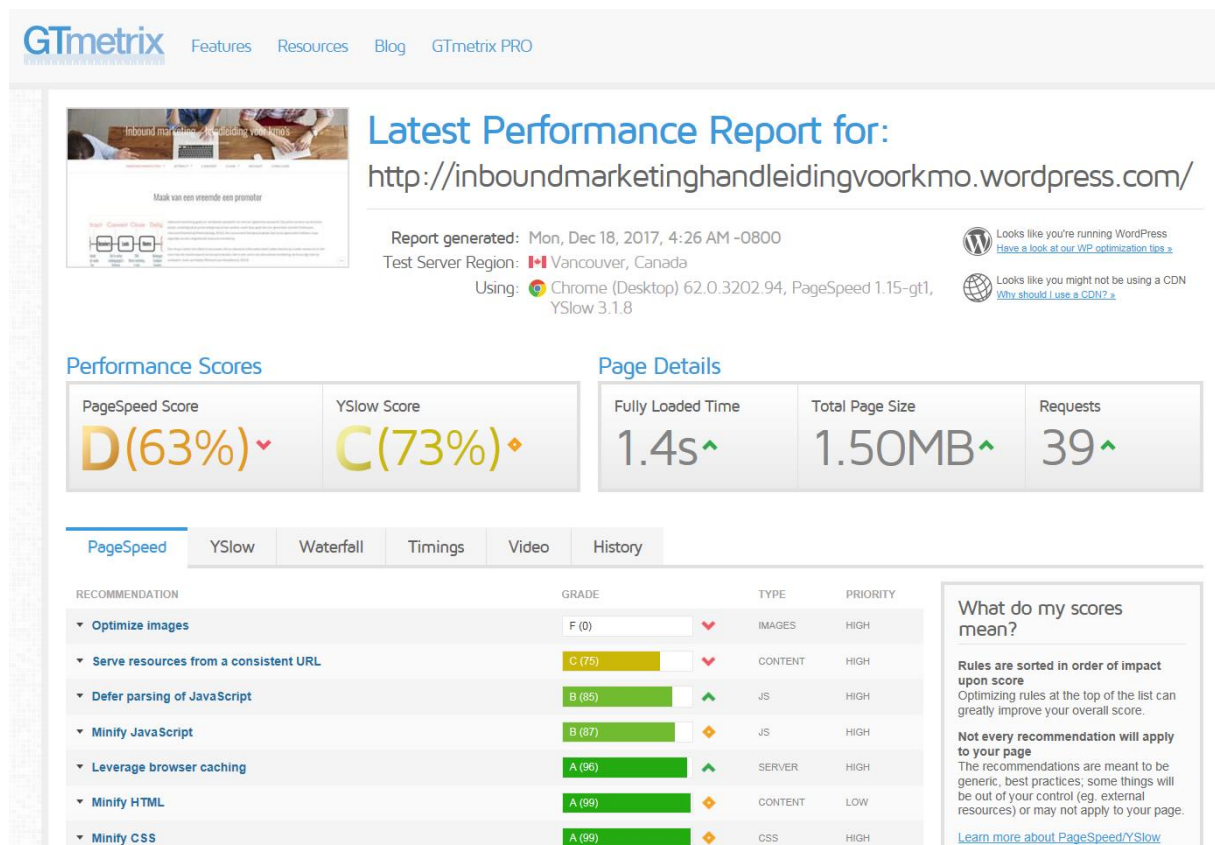 GTmetrix Features Resources Blog GTmetrix PRO
Inbound marketing - handleiding voor kmo's
Maak van een vreemde een promotor
Latest Performance Report for:
http://inboundmarketinghandleidingvoorkmo.wordpress.com/
Report generated: Mon, Dec 18, 2017, 4:26 AM -0800
Test Server Region: Vancouver, Canada
Using: Chrome (Desktop) 62.0.3202.94, PageSpeed 1.15-gt1,
YSlow 3.1.8
Looks like you're running WordPress
Have a look at our WP optimization tips »
Looks like you might not be using a CDN
Why should I use a CDN? »
Performance Scores
PageSpeed Score YSlow Score
D(63%) C(73%)
Page Details
Fully Loaded Time Total Page Size Requests
1.4s 1.50MB 39
PageSpeed YSlow Waterfall Timings Video History
RECOMMENDATION GRADE TYPE PRIORITY
Optimize images F (0) IMAGES HIGH
Serve resources from a consistent URL C (75) CONTENT HIGH
Defer parsing of JavaScript B (85) JS HIGH
Minify JavaScript B (87) JS HIGH
Leverage browser caching A (96) SERVER HIGH
Minify HTML A (99) CONTENT LOW
Minify CSS A (99) CSS HIGH
What do my scores
mean?
Rules are sorted in order of impact
upon score
Optimizing rules at the top of the list can
greatly improve your overall score.
Not every recommendation will apply
to your page
The recommendations are meant to be
generic, best practices; some things will
be out of your control (eg. external
resources) or may not apply to your page.
Learn more about PageSpeed/YSlow